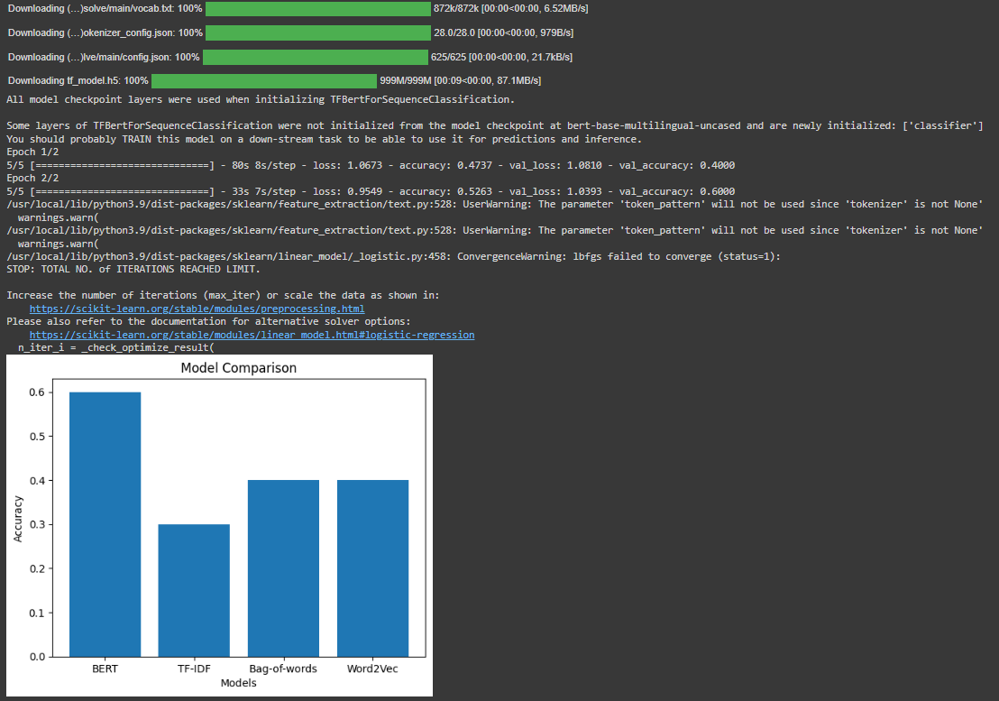 Downloading (…)solve/main/vocab.txt: 100% 872k/872k [00:00<00:00, 6.52MB/s]
Downloading (…)okenizer_config.json: 100% 28.0/28.0 [00:00<00:00, 979B/s]
Downloading (…)lve/main/config.json: 100% 625/625 [00:00<00:00, 21.7kB/s]
Downloading tf_model.h5: 100% 999M/999M [00:09<00:00, 87.1MB/s]
All model checkpoint layers were used when initializing TFBertForSequenceClassification.
Some layers of TFBertForSequenceClassification were not initialized from the model checkpoint at bert-base-multilingual-uncased and are newly initialized: ['classifier']
You should probably TRAIN this model on a down-stream task to be able to use it for predictions and inference.
Epoch 1/2
5/5 [==============================] - 80s 8s/step - loss: 1.0673 - accuracy: 0.4737 - val_loss: 1.0810 - val_accuracy: 0.4000
Epoch 2/2
5/5 [==============================] - 33s 7s/step - loss: 0.9549 - accuracy: 0.5263 - val_loss: 1.0393 - val_accuracy: 0.6000
/usr/local/lib/python3.9/dist-packages/sklearn/feature_extraction/text.py:528: UserWarning: The parameter 'token_pattern' will not be used since 'tokenizer' is not None'
warnings.warn(
/usr/local/lib/python3.9/dist-packages/sklearn/feature_extraction/text.py:528: UserWarning: The parameter 'token_pattern' will not be used since 'tokenizer' is not None'
warnings.warn(
/usr/local/lib/python3.9/dist-packages/sklearn/linear_model/_logistic.py:458: ConvergenceWarning: lbfgs failed to converge (status=1):
STOP: TOTAL NO. of ITERATIONS REACHED LIMIT.
Increase the number of iterations (max_iter) or scale the data as shown in:
https://scikit-learn.org/stable/modules/preprocessing.html
Please also refer to the documentation for alternative solver options:
https://scikit-learn.org/stable/modules/linear_model.html#logistic-regression
n_iter_i = _check_optimize_result(
Model Comparison
0.6
0.5
0.4
0.3
0.2
0.1
0.0
Accuracy
BERT TF-IDF Bag-of-words Word2Vec
Models